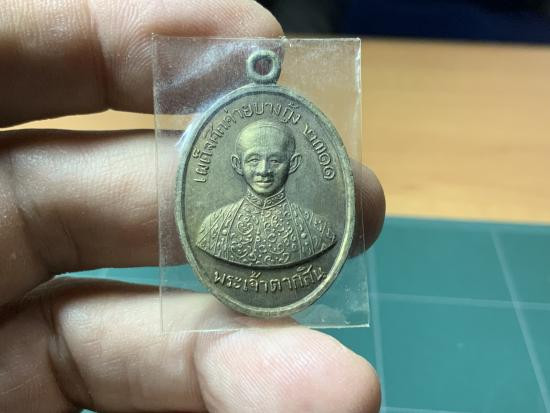 เผด็จศึกค่ายบางกุ้ง ๒๓๑๑
พระเจ้าตากสิน